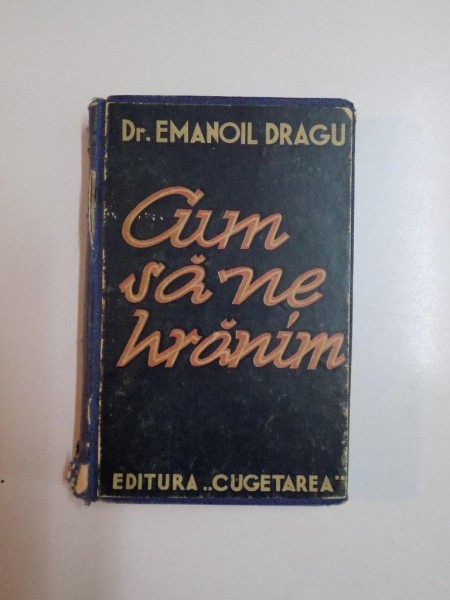 Dr. EMANOIL DRAGU
Cum
să ne
hrănim
EDITURA „CUGETAREA"